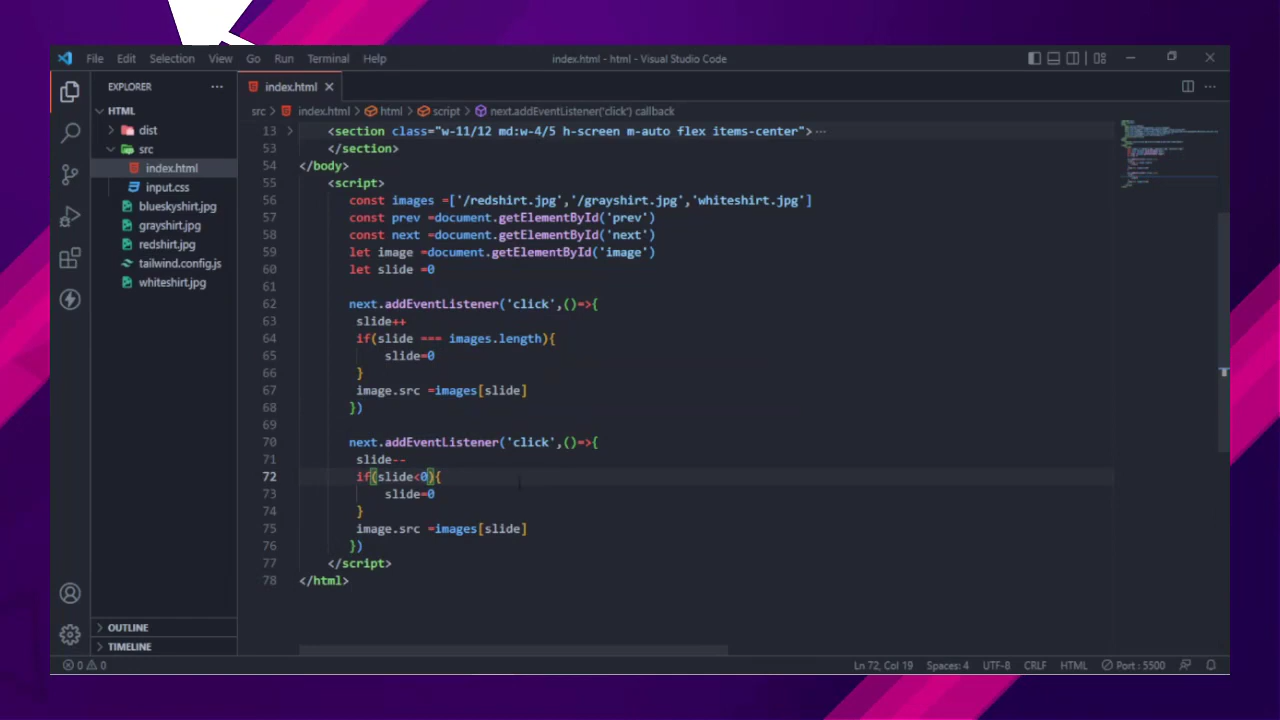 File Edit Selection View Go Run Terminal Help
index.html - html - Visual Studio Code
EXPLORER
HTML
dist
src
index.html
input.css
blueskyshirt.jpg
grayshirt.jpg
redshirt.jpg
tailwind.config.js
whiteshirt.jpg
OUTLINE
TIMELINE
index.html
src > index.html > html > script > next.addEventListener('click') callback
13 <section class="w-11/12 md:w-4/5 h-screen m-auto flex items-center"> ...
53 </section>
54 </body>
55 <script>
56 const images =['/redshirt.jpg','/grayshirt.jpg','whiteshirt.jpg']
57 const prev =document.getElementById('prev')
58 const next =document.getElementById('next')
59 let image =document.getElementById('image')
60 let slide =0
61
62 next.addEventListener('click',()=>{
63 slide++
64 if(slide === images.length){
65 slide=0
66 }
67 image.src =images[slide]
68 })
69
70 next.addEventListener('click',()=>{
71 slide--
72 if(slide<0){
73 slide=0
74 }
75 image.src =images[slide]
76 })
77 </script>
78 </html>
0 0
Ln 72, Col 19 Spaces: 4 UTF-8 CRLF HTML Port : 5500